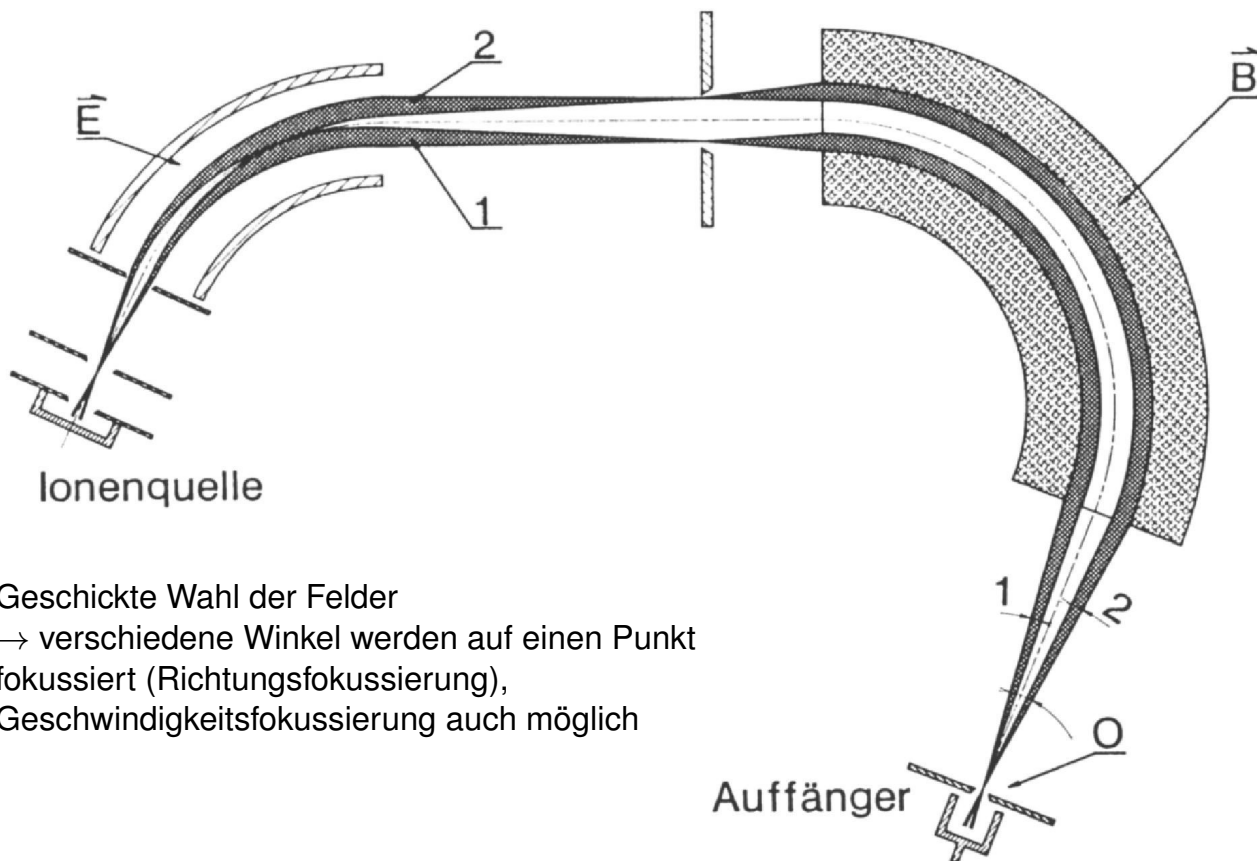 2
E
B
1
Ionenquelle
Geschickte Wahl der Felder
→ verschiedene Winkel werden auf einen Punkt
fokussiert (Richtungsfokussierung),
Geschwindigkeitsfokussierung auch möglich
1
2
O
Auffänger